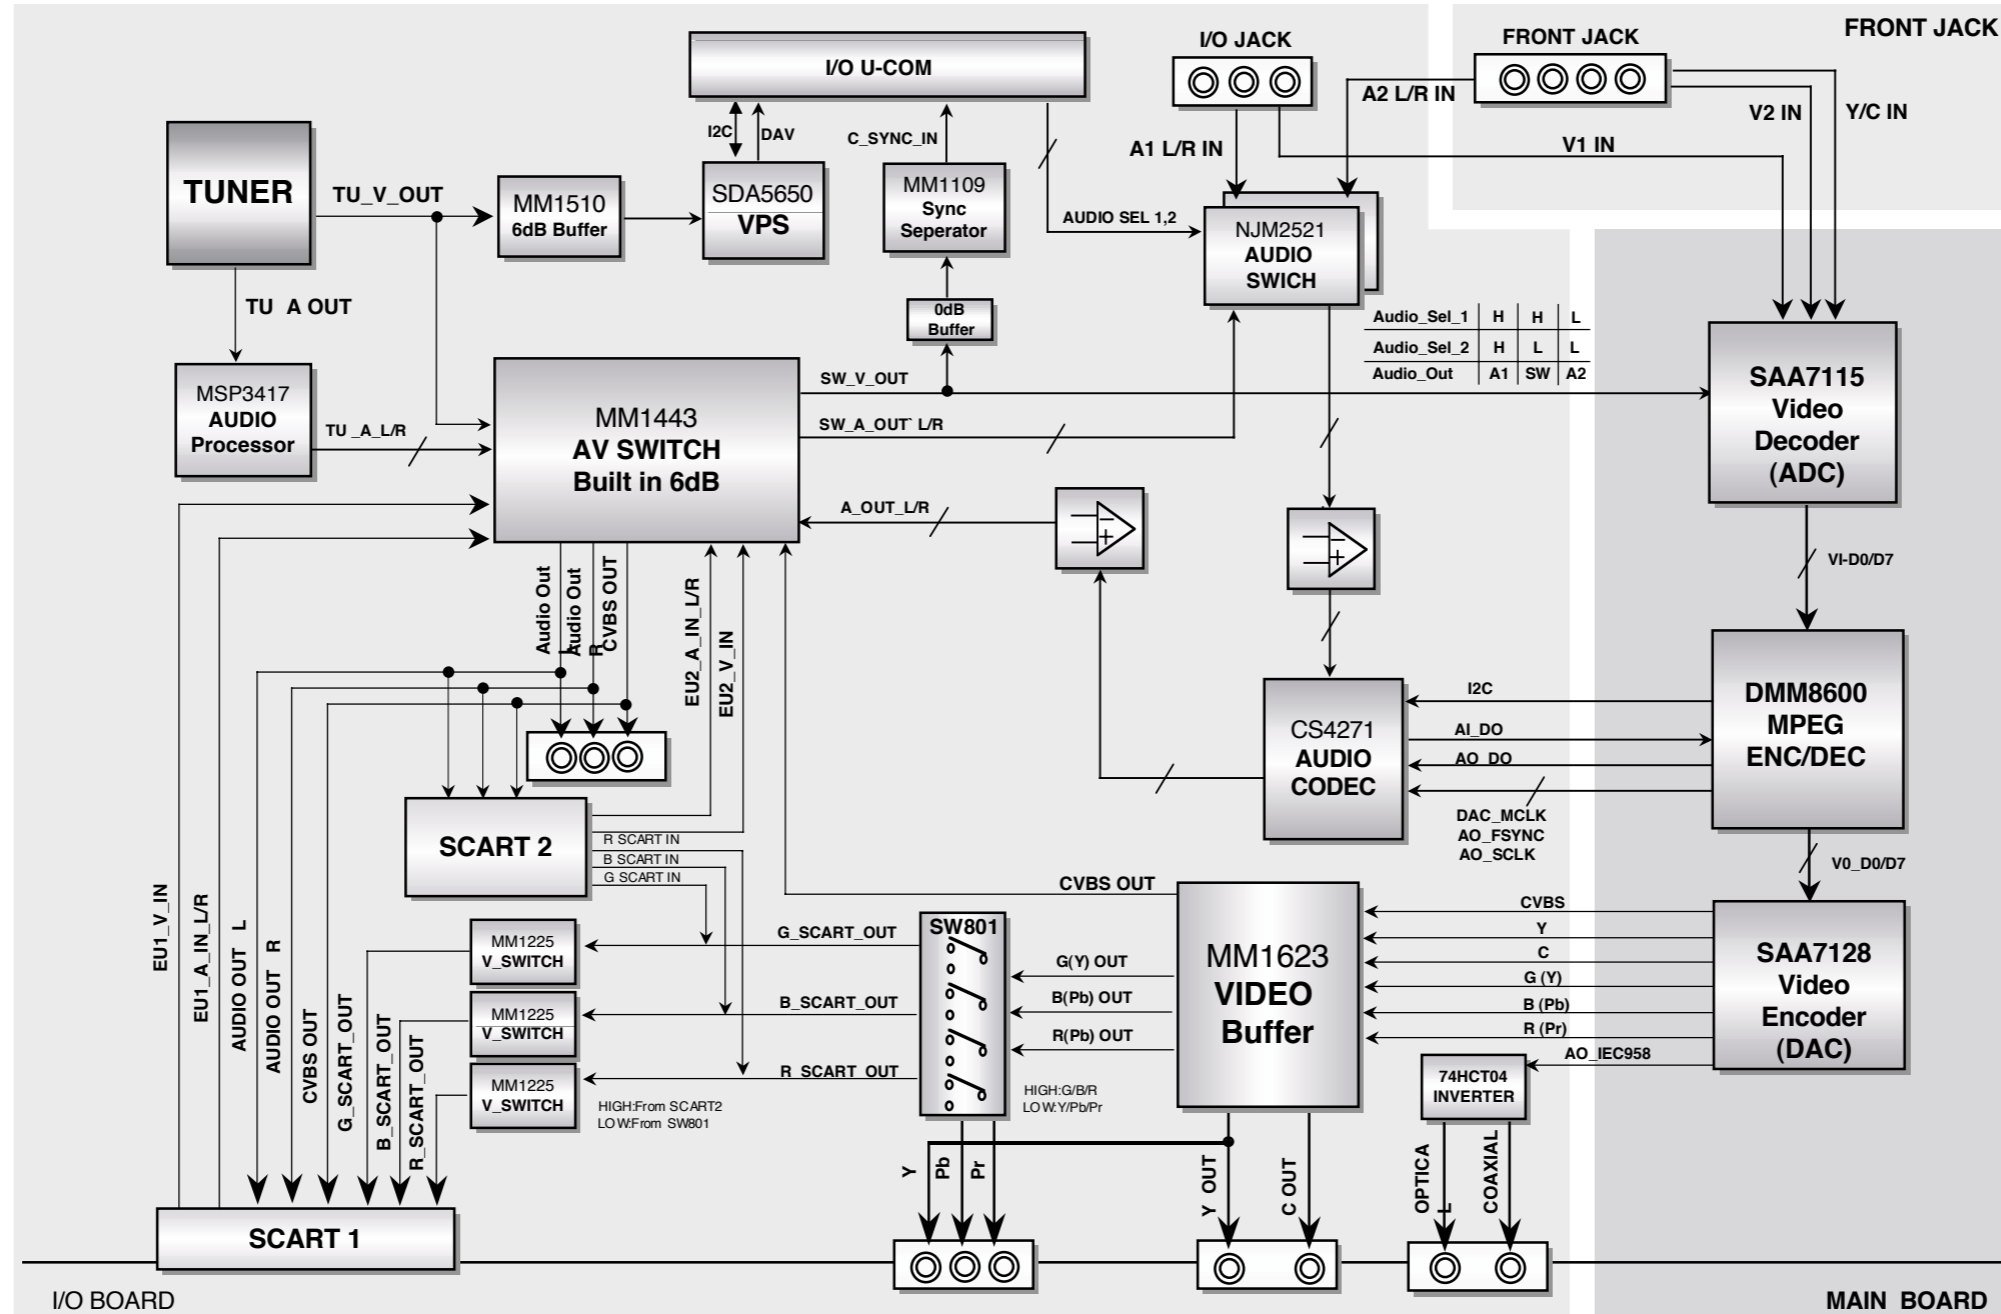 FRONT JACK
I/O JACK
FRONT JACK
I/O U-COM
A2 L/R IN
V2 IN
Y/C IN
I2C
DAV
C_SYNC_IN
A1 L/R IN
V1 IN
TUNER
TU_V_OUT
MM1510
6dB Buffer
SDA5650
VPS
MM1109
Sync
Seperator
AUDIO SEL 1,2
NJM2521
AUDIO
SWICH
TU A OUT
0dB
Buffer
Audio_Sel_1 H H L
Audio_Sel_2 H L L
Audio_Out A1 SW A2
MSP3417
AUDIO
Processor
TU _A_L/R
MM1443
AV SWITCH
Built in 6dB
SW_V_OUT
SW_A_OUT` L/R
A_OUT_L/R
SAA7115
Video
Decoder
(ADC)
VI-D0/D7
Audio Out
L
Audio Out
R
CVBS OUT
EU2_A_IN_L/R
EU2_V_IN
DMM8600
MPEG
ENC/DEC
CS4271
AUDIO
CODEC
I2C
AI_DO
AO_DO
DAC_MCLK
AO_FSYNC
AO_SCLK
V0_D0/D7
SCART 2
R SCART IN
B SCART IN
G SCART IN
CVBS OUT
EU1_V_IN
EU1_A_IN_L/R
AUDIO OUT L
AUDIO OUT R
CVBS OUT
G_SCART_OUT
B_SCART_OUT
R_SCART_OUT
MM1225
V_SWITCH
MM1225
V_SWITCH
MM1225
V_SWITCH
HIGH:From SCART2
LOW:From SW801
G_SCART_OUT
B_SCART_OUT
R_SCART_OUT
SW801
G(Y) OUT
B(Pb) OUT
R(Pb) OUT
HIGH:G/B/R
LOW:Y/Pb/Pr
MM1623
VIDEO
Buffer
CVBS
Y
C
G (Y)
B (Pb)
R (Pr)
AO_IEC958
SAA7128
Video
Encoder
(DAC)
74HCT04
INVERTER
Y
Pb
Pr
Y OUT
C OUT
OPTICA
L
COAXIAL
SCART 1
I/O BOARD
MAIN BOARD